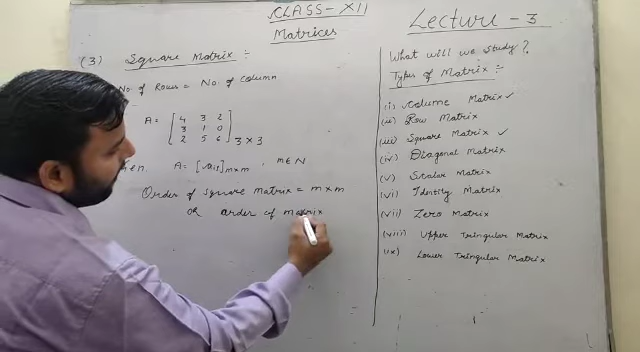 CLASS-XII
Matrices
Lecture - 3
(3) Square Matrix :-
No. of Rows = No. of Column
A = [ 4 3 2
3 1 0
2 5 6 ] 3×3
A = [aij] m×m , m∈N
Order of Square matrix = m×m
OR order of matrix
What will we study?
Types of Matrix :-
(i) Column Matrix ✓
(ii) Row Matrix
(iii) Square Matrix ✓
(iv) Diagonal Matrix
(v) Scalar Matrix
(vi) Identity Matrix
(vii) Zero Matrix
(viii) Upper Tringular Matrix
(ix) Lower Tringular Matrix